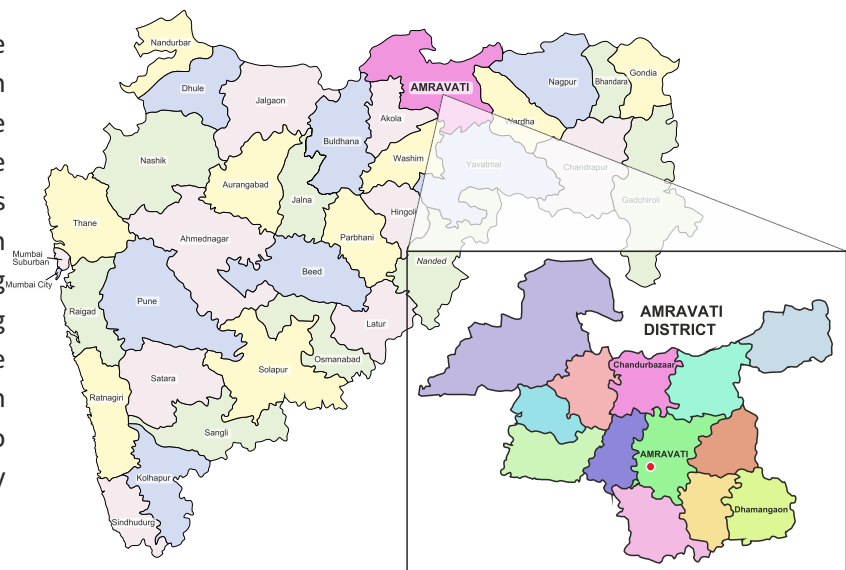 e
n
e
e
s
n
g
g
e
n
o
y
Nandurbar
Dhule
Jalgaon
AMRAVATI
Nagpur
Bhandara
Gondia
Akola
Buldhana
Wardha
Nashik
Washim
Yavatmal
Chandrapur
Aurangabad
Jalna
Gadchiroli
Hingoli
Thane
Parbhani
Ahmednagar
Mumbai
Suburban
Nanded
Beed
Mumbai City
Pune
Raigad
Latur
Osmanabad
Solapur
Satara
Ratnagiri
Sangli
Kolhapur
Sindhudurg
AMRAVATI
DISTRICT
Chandurbazaar
AMRAVATI
Dhamangaon